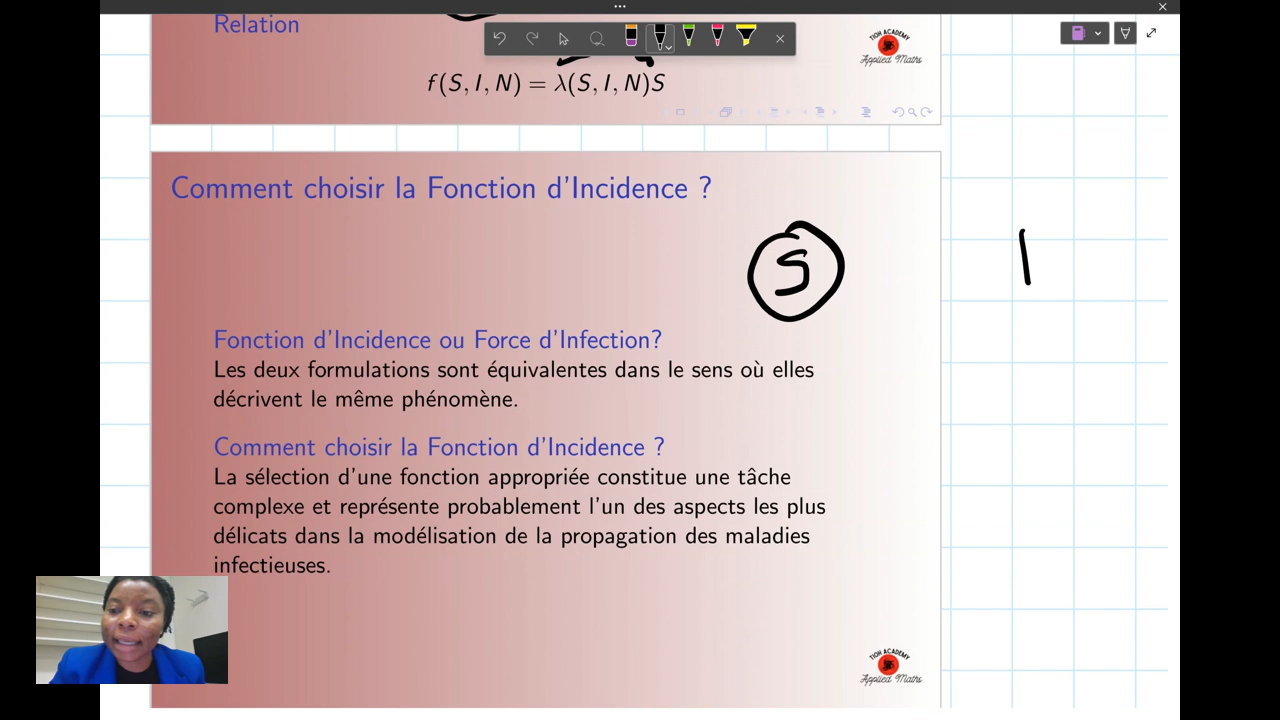 Relation
TIOH ACADEMY
Applied Maths
f(S, I, N) = λ(S, I, N)S
Comment choisir la Fonction d'Incidence ?
S
I
Fonction d'Incidence ou Force d'Infection?
Les deux formulations sont équivalentes dans le sens où elles
décrivent le même phénomène.
Comment choisir la Fonction d'Incidence ?
La sélection d'une fonction appropriée constitue une tâche
complexe et représente probablement l'un des aspects les plus
délicats dans la modélisation de la propagation des maladies
infectieuses.
TIOH ACADEMY
Applied Maths